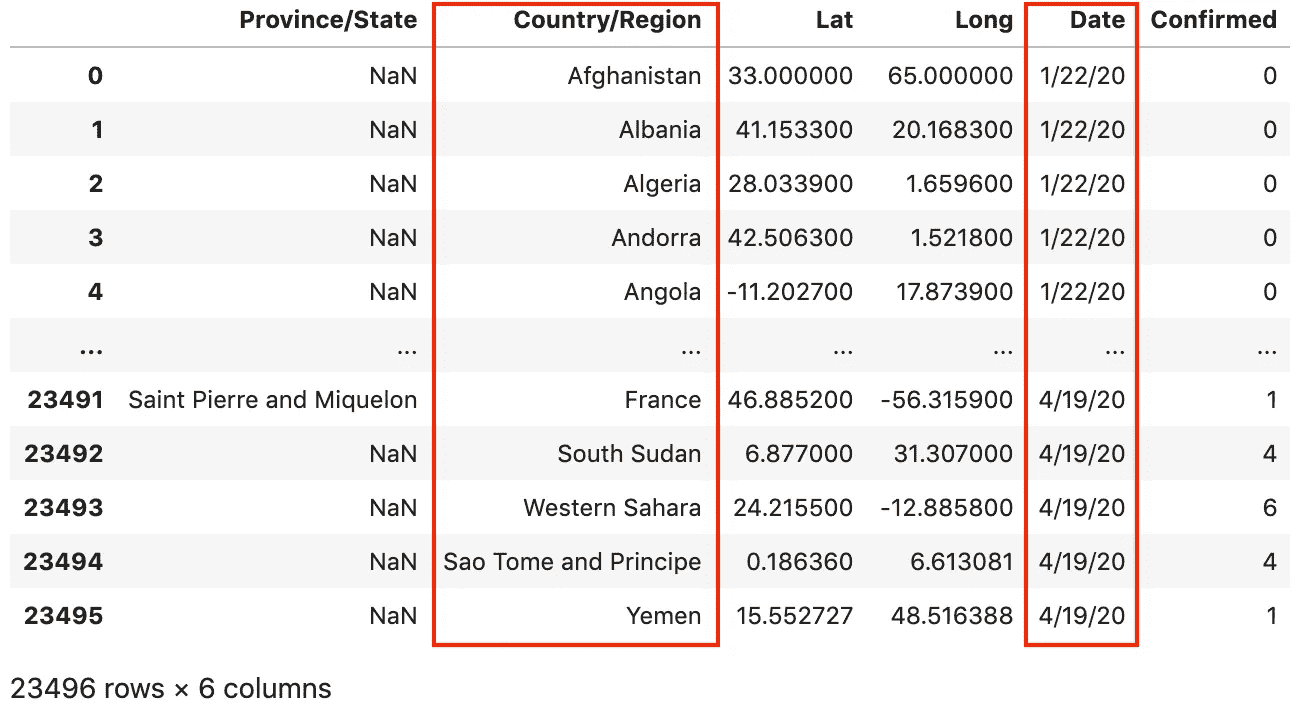 Province/State Country/Region Lat Long Date Confirmed
0 NaN Afghanistan 33.000000 65.000000 1/22/20 0
1 NaN Albania 41.153300 20.168300 1/22/20 0
2 NaN Algeria 28.033900 1.659600 1/22/20 0
3 NaN Andorra 42.506300 1.521800 1/22/20 0
4 NaN Angola -11.202700 17.873900 1/22/20 0
... ... ... ... ... ... ...
23491 Saint Pierre and Miquelon France 46.885200 -56.315900 4/19/20 1
23492 NaN South Sudan 6.877000 31.307000 4/19/20 4
23493 NaN Western Sahara 24.215500 -12.885800 4/19/20 6
23494 NaN Sao Tome and Principe 0.186360 6.613081 4/19/20 4
23495 NaN Yemen 15.552727 48.516388 4/19/20 1
23496 rows × 6 columns